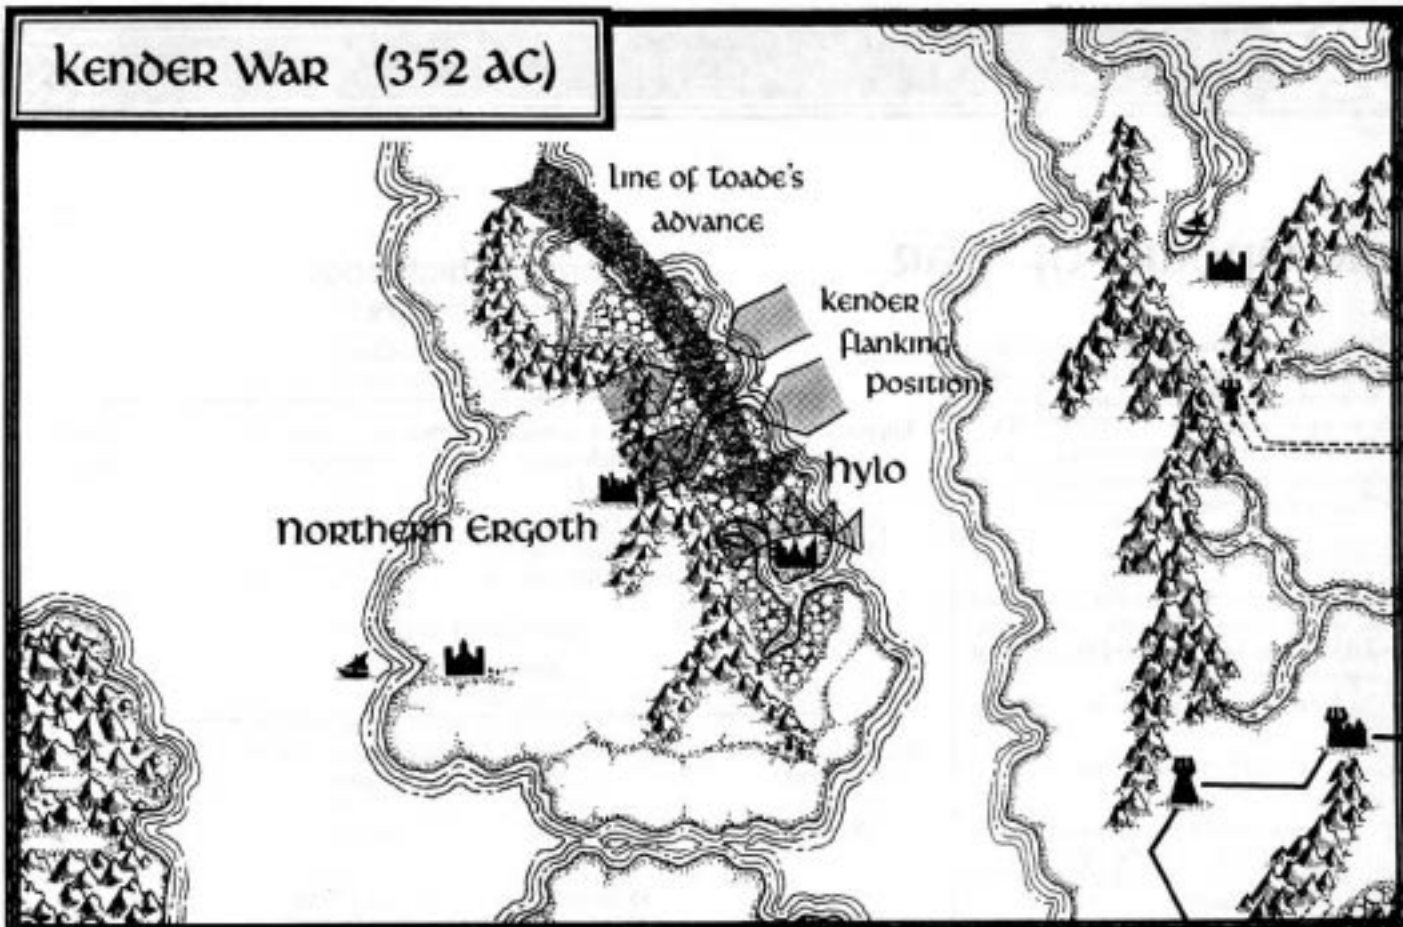 Kender War (352 AC)
Line of Toade's
Advance
Kender
Flanking
Positions
Hylo
Northern Ergoth